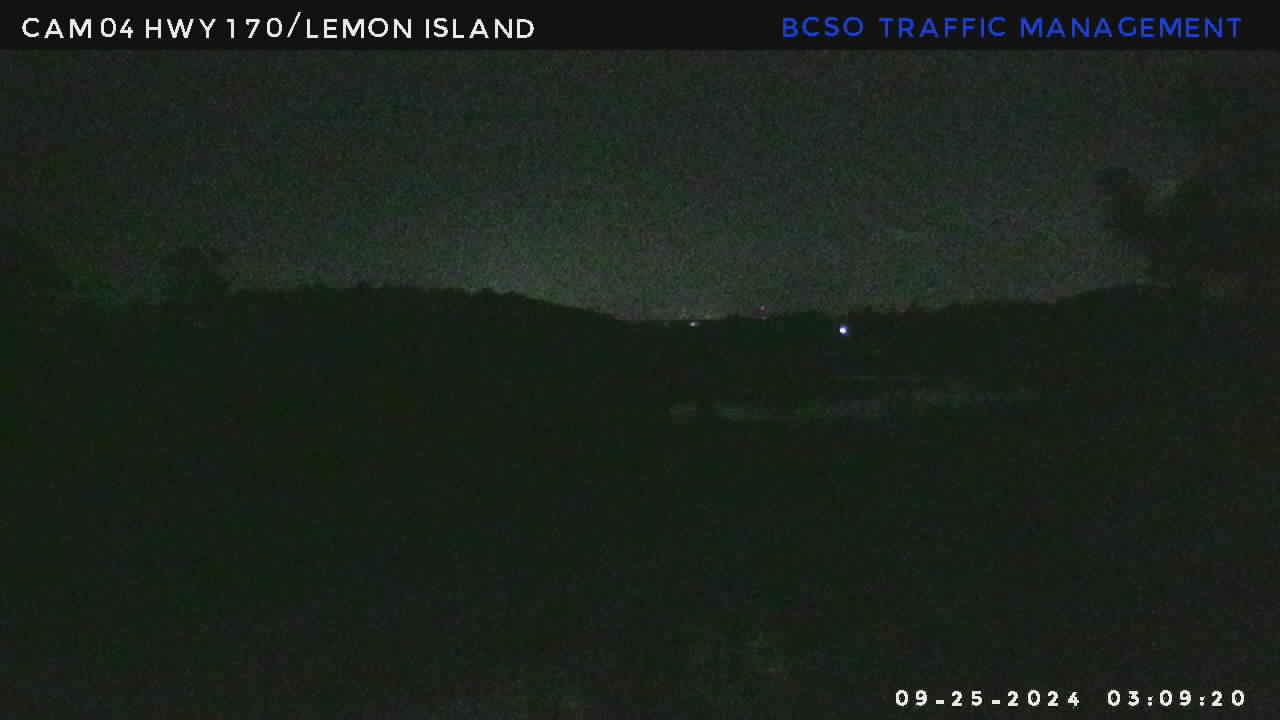 CAM04 HWY 170/LEMON ISLAND
BCSO TRAFFIC MANAGEMENT
09-25-2024 03:09:20